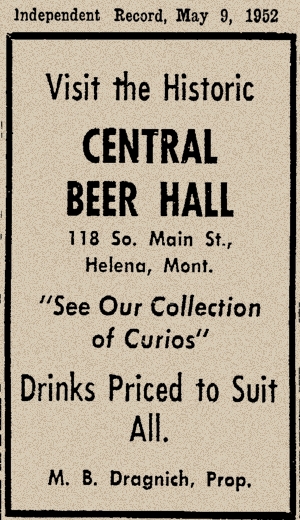 Independent Record, May 9, 1952
Visit the Historic
CENTRAL
BEER HALL
118 So. Main St.,
Helena, Mont.
"See Our Collection
of Curios"
Drinks Priced to Suit
All.
M. B. Dragnich, Prop.